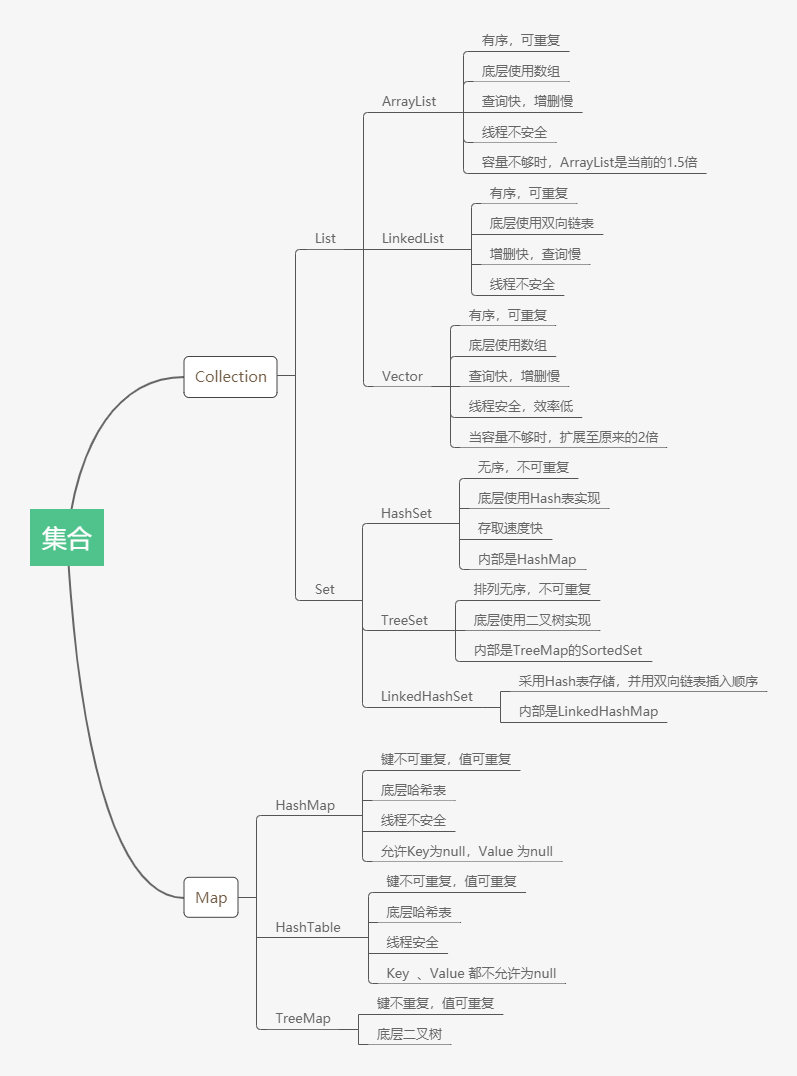 集合
Collection
List
ArrayList
有序，可重复
底层使用数组
查询快，增删慢
线程不安全
容量不够时，ArrayList是当前的1.5倍
LinkedList
有序，可重复
底层使用双向链表
增删快，查询慢
线程不安全
Vector
有序，可重复
底层使用数组
查询快，增删慢
线程安全，效率低
当容量不够时，扩展至原来的2倍
Set
HashSet
无序，不可重复
底层使用Hash表实现
存取速度快
内部是HashMap
TreeSet
排列无序，不可重复
底层使用二叉树实现
内部是TreeMap的SortedSet
LinkedHashSet
采用Hash表存储，并用双向链表插入顺序
内部是LinkedHashMap
Map
HashMap
键不可重复，值可重复
底层哈希表
线程不安全
允许Key为null，Value 为null
HashTable
键不可重复，值可重复
底层哈希表
线程安全
Key 、Value 都不允许为null
TreeMap
键不重复，值可重复
底层二叉树